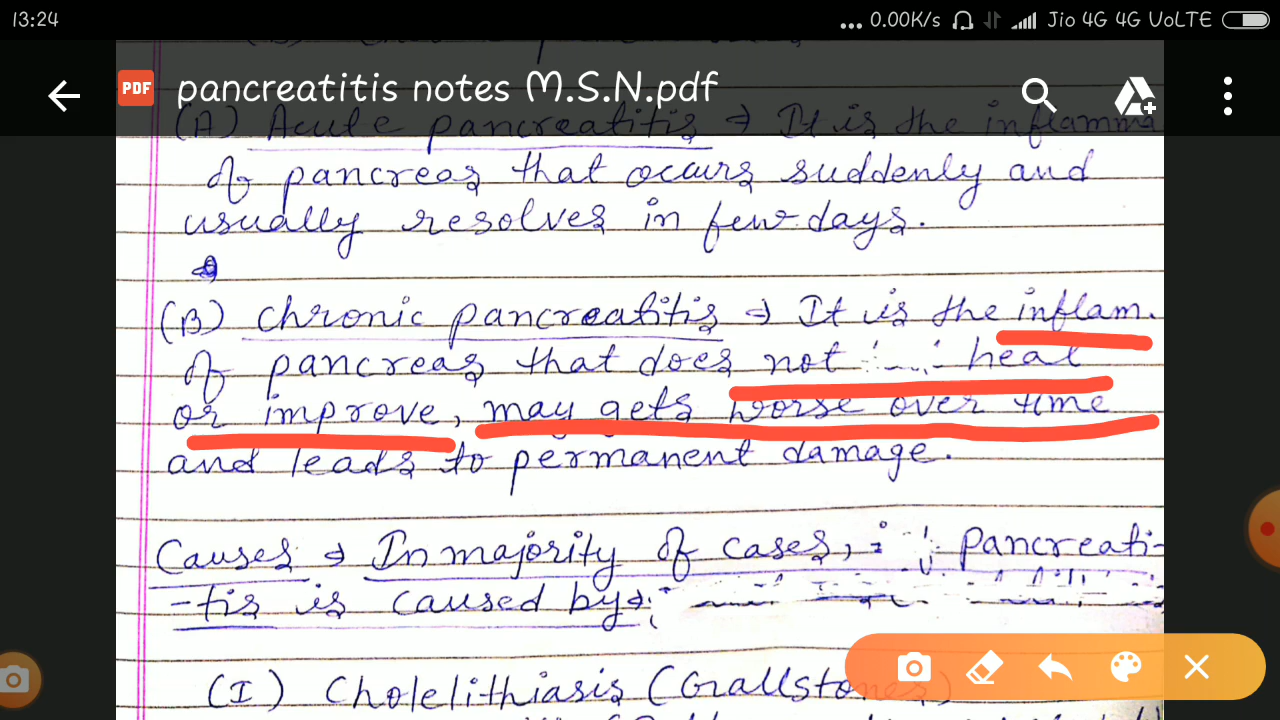 13:24
... 0.00K/s Jio 4G 4G VoLTE
PDF pancreatitis notes M.S.N.pdf
(A) Acute pancreatitis → It is the inflamma
of pancreas that occurs suddenly and
usually resolves in few days.
(B) Chronic pancreatitis → It is the inflam.
of pancreas that does not heal
or improve, may gets worse over time
and leads to permanent damage.
Causes → In majority of cases, Pancreati-
-tis is caused by:
(I) Cholelithiasis (Gallstones)